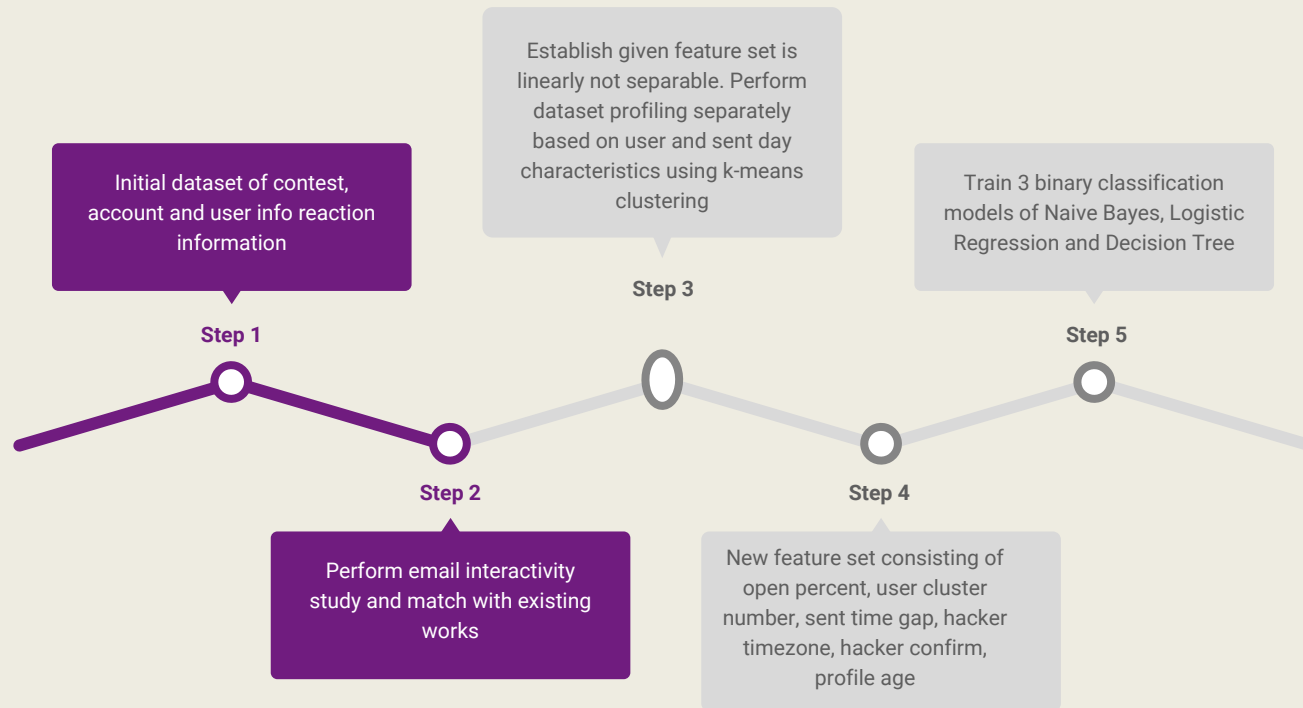 Initial dataset of contest,
account and user info reaction
information
Step 1
Perform email interactivity
study and match with existing
works
Step 2
Establish given feature set is
linearly not separable. Perform
dataset profiling separately
based on user and sent day
characteristics using k-means
clustering
Step 3
Step 4
New feature set consisting of
open percent, user cluster
number, sent time gap, hacker
timezone, hacker confirm,
profile age
Train 3 binary classification
models of Naive Bayes, Logistic
Regression and Decision Tree
Step 5